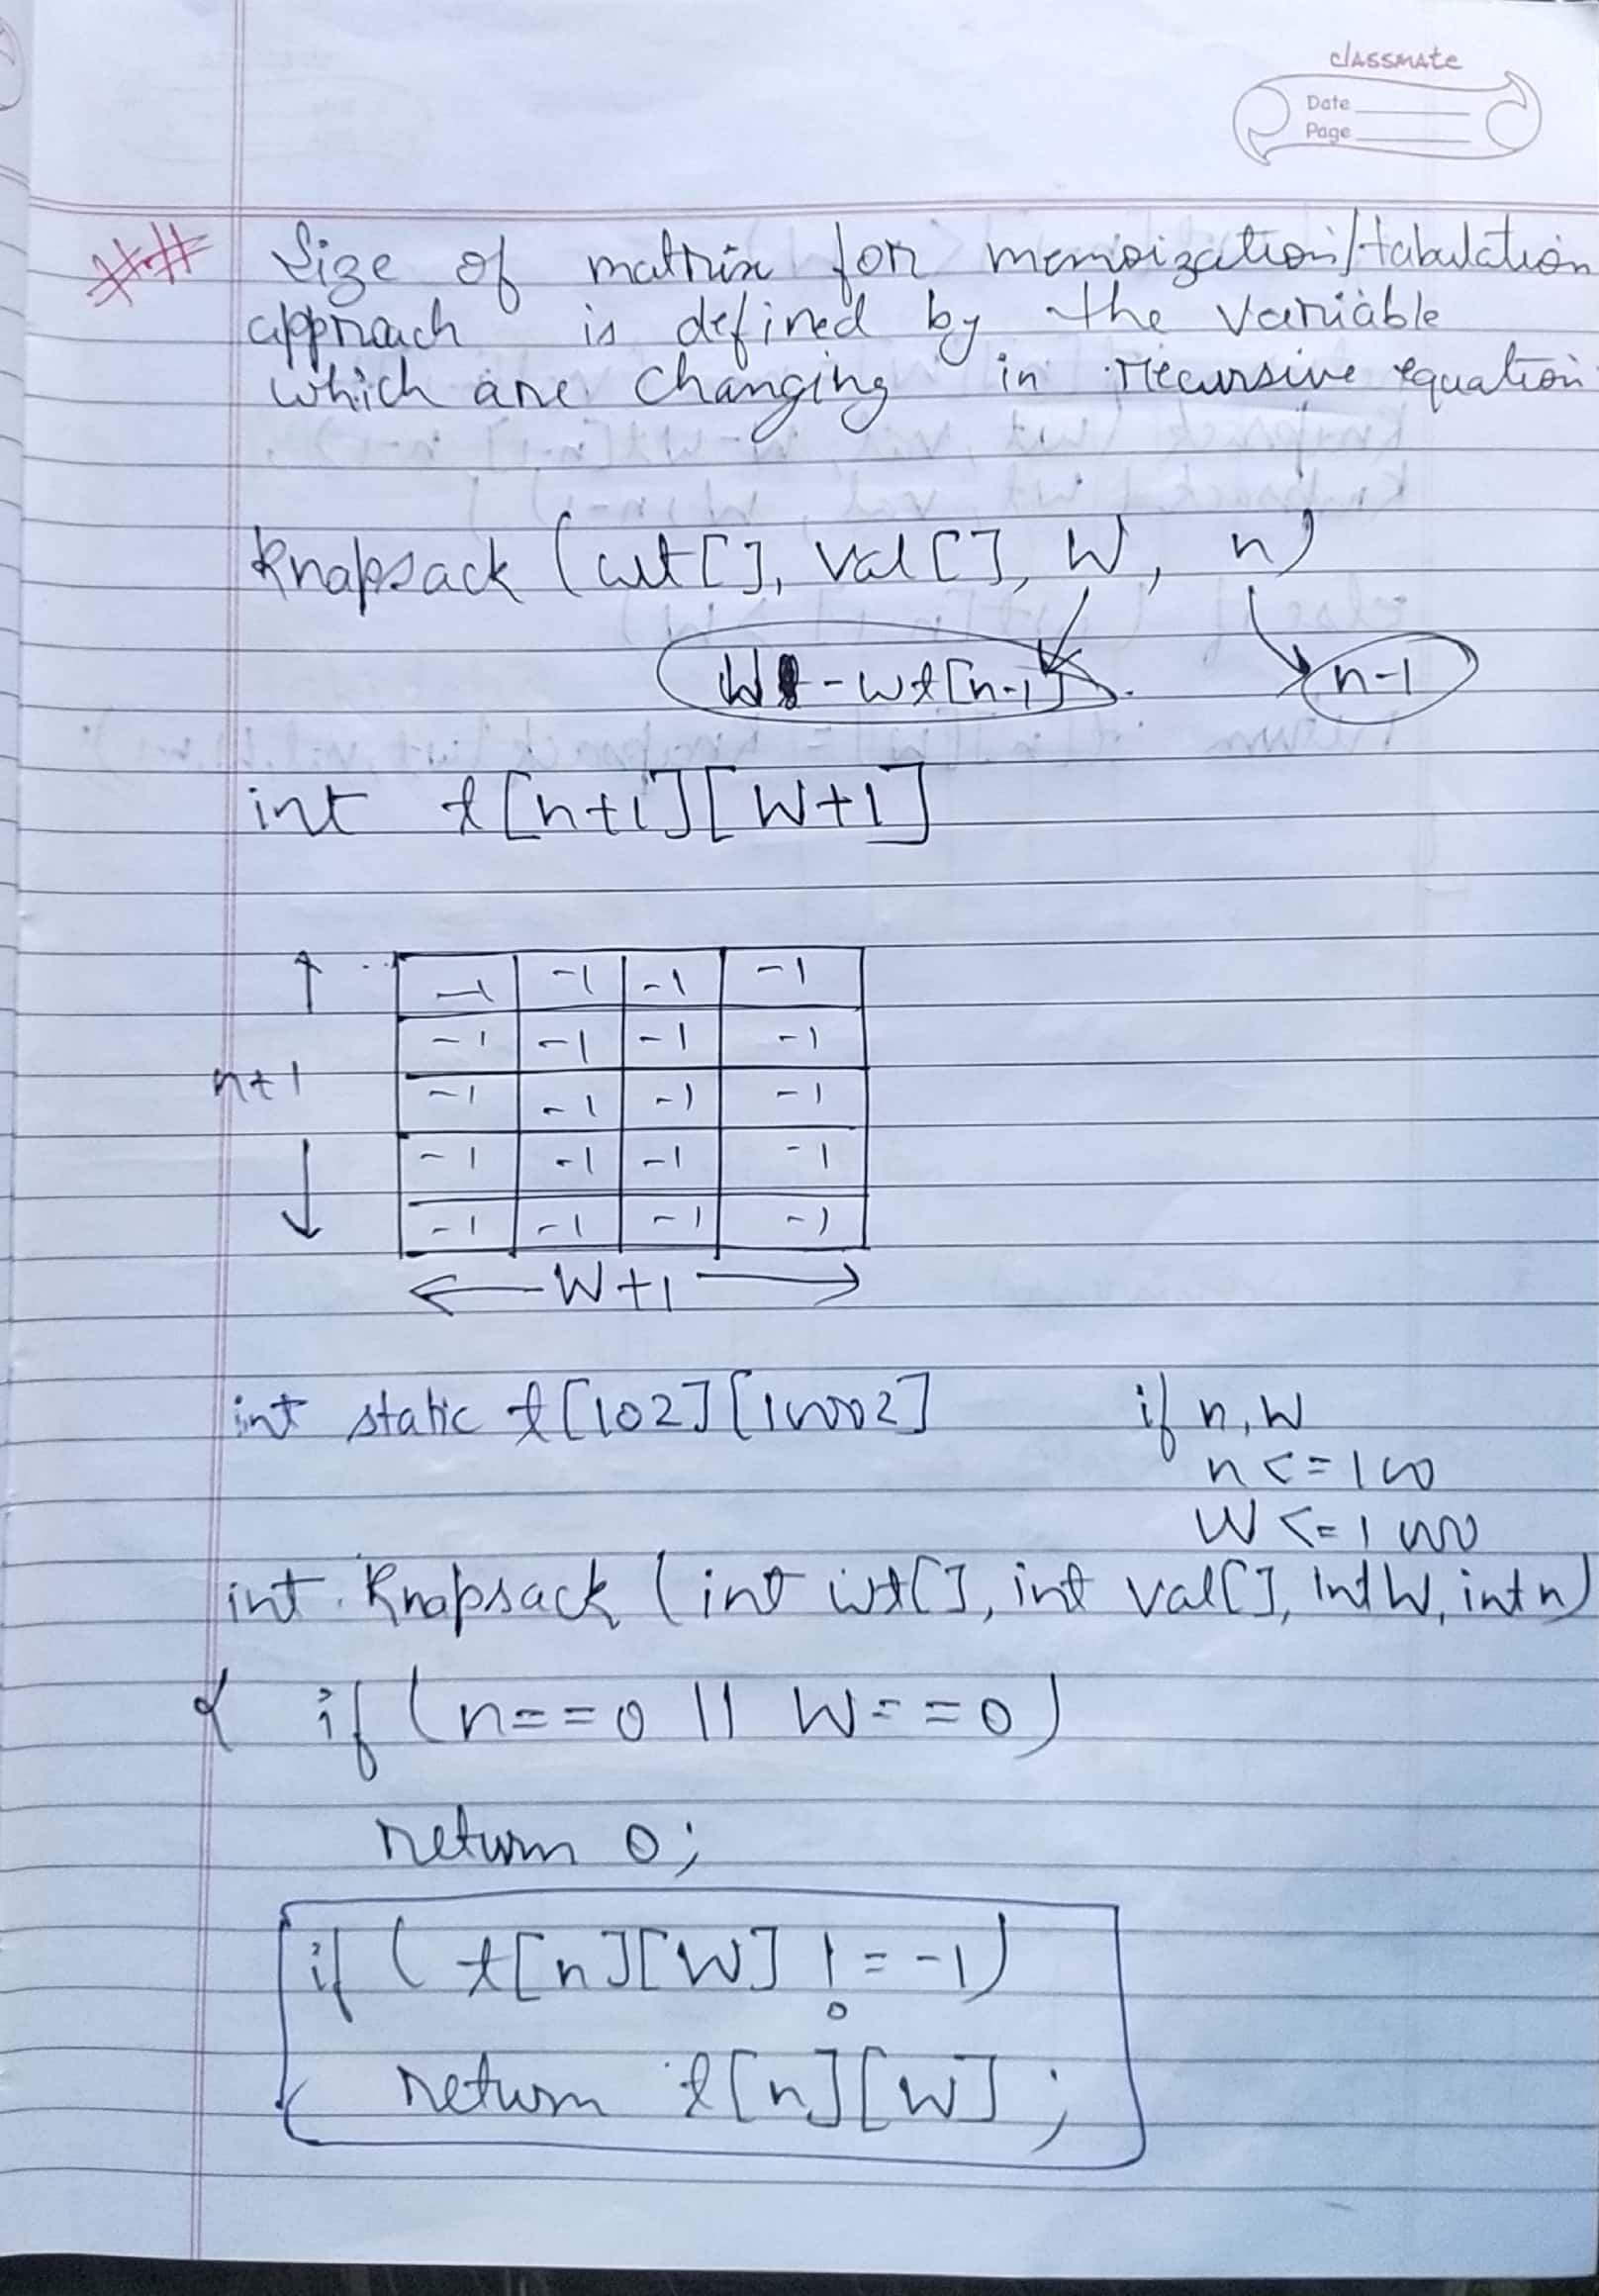 classmate
Date
Page
## Size of matrix for memoization/tabulation
approach is defined by the variable
which are changing in recursive equation
Knapsack (wt[], val[], W, n)
W - wt[n-1] n-1
int t[n+1][W+1]
-1 -1 -1 -1
-1 -1 -1 -1
n+1
-1 -1 -1 -1
-1 -1 -1 -1
-1 -1 -1 -1
W+1
int static t[102][1002] if n, W
n <= 100
W <= 1000
int Knapsack (int wt[], int val[], int W, int n)
{ if (n==0 || W==0)
return 0;
if ( t[n][W] != -1)
return t[n][W] ;